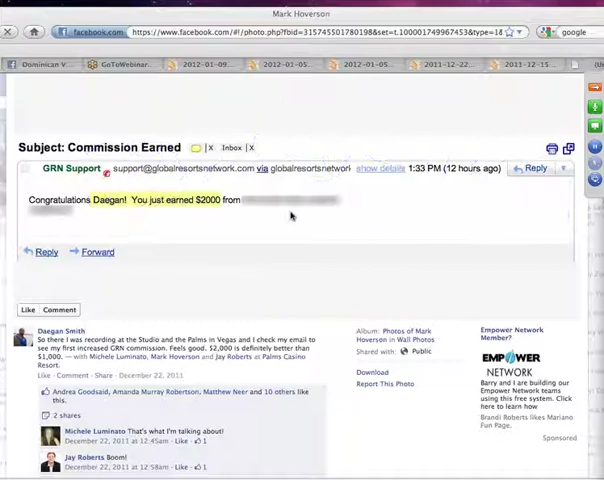 Mark Hoverson
facebook.com
https://www.facebook.com/#!/photo.php?fbid=315745501780198&set=t.100001749967453&type=1&
google
Dominican V...
GoToWebinar
2012-01-09...
2012-01-05...
2012-01-05...
2011-12-22...
2011-12-15...
Subject: Commission Earned
X
Inbox
X
GRN Support
support@globalresortsnetwork.com via globalresortsnetwork
show details
1:33 PM (12 hours ago)
Reply
Congratulations Daegan! You just earned $2000 from
Reply
Forward
Like
Comment
Daegan Smith
So there I was recording at the Studio and the Palms in Vegas and I check my email to
see my first increased GRN commission. Feels good. $2,000 is definitely better than
$1,000. — with Michele Luminato, Mark Hoverson and Jay Roberts at Palms Casino
Resort.
Like · Comment · Share · December 22, 2011
Andrea Goodsaid, Amanda Murray Robertson, Matthew Neer and 10 others like
this.
2 shares
Michele Luminato That's what I'm talking about!
December 22, 2011 at 12:45am · Like · 1
Jay Roberts Boom!
December 22, 2011 at 12:58am · Like · 1
Album: Photos of Mark
Hoverson in Wall Photos
Shared with: Public
Download
Report This Photo
Empower Network
Member?
EMPOWER
NETWORK
Barry and I are building our
Empower Network teams
using this free system. Click
here to learn how
Brandi Roberts likes Mariano
Fun Page.
Sponsored